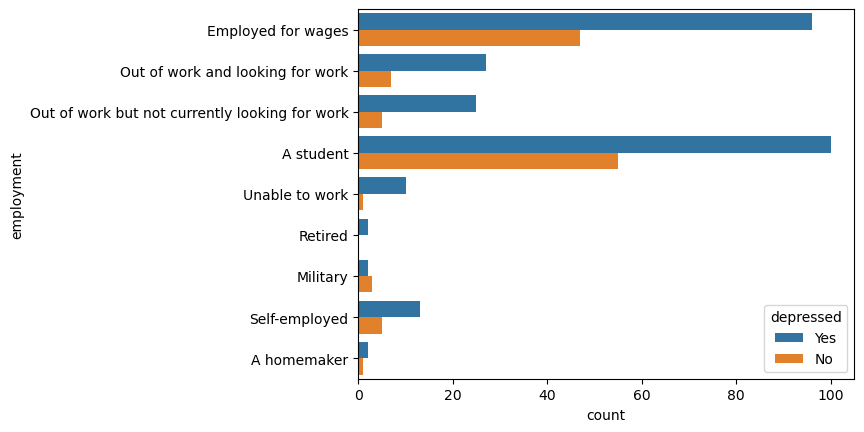 Employed for wages
Out of work and looking for work
Out of work but not currently looking for work
A student
Unable to work
Retired
Military
Self-employed
A homemaker
employment
0 20 40 60 80 100
count
depressed
Yes
No